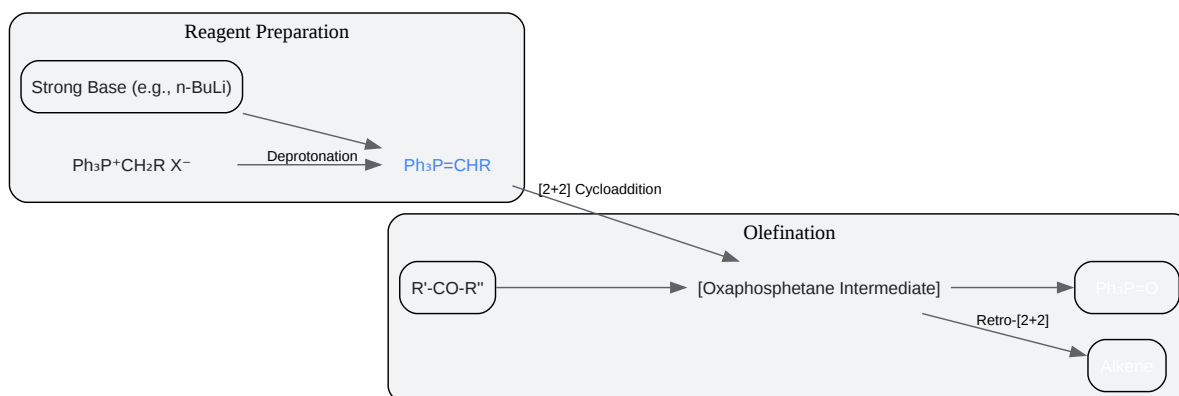 Reagent Preparation
Strong Base (e.g., n-BuLi)
Ph₃P⁺CH₂R X⁻
Deprotonation
Ph₃P=CHR
[2+2] Cycloaddition
Olefination
R'-CO-R"
[Oxaphosphetane Intermediate]
Ph₃P=O
Retro-[2+2]
Alkene